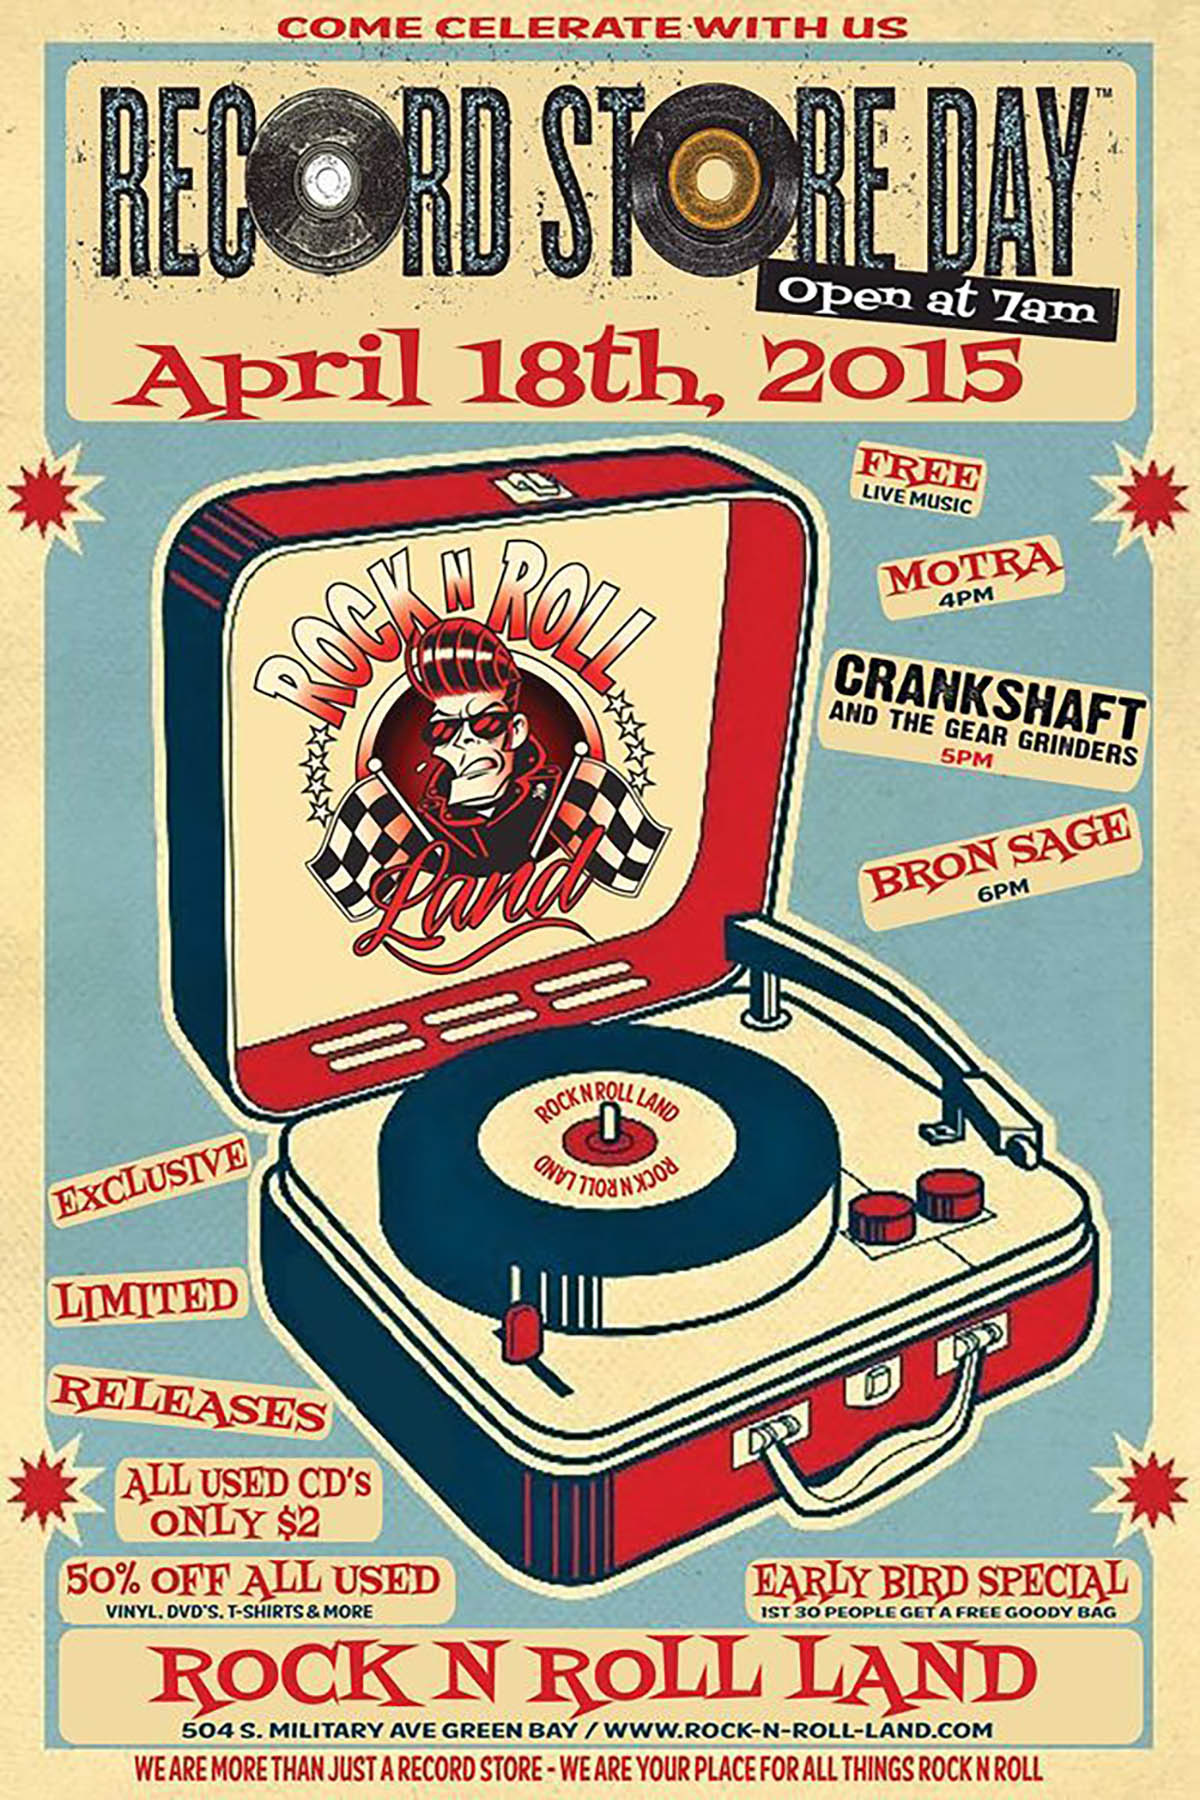 COME CELERATE WITH US
RECORD STORE DAY™
Open at 7am
April 18th, 2015
FREE
LIVE MUSIC
MOTRA
4PM
CRANKSHAFT
AND THE GEAR GRINDERS
5PM
BRON SAGE
6PM
ROCK N ROLL
Land
ROCK N ROLL LAND
ROCK N ROLL LAND
EXCLUSIVE
LIMITED
RELEASES
ALL USED CD'S
ONLY $2
50% OFF ALL USED
VINYL, DVD'S, T-SHIRTS & MORE
EARLY BIRD SPECIAL
1ST 30 PEOPLE GET A FREE GOODY BAG
ROCK N ROLL LAND
504 S. MILITARY AVE GREEN BAY / WWW.ROCK-N-ROLL-LAND.COM
WE ARE MORE THAN JUST A RECORD STORE - WE ARE YOUR PLACE FOR ALL THINGS ROCK N ROLL